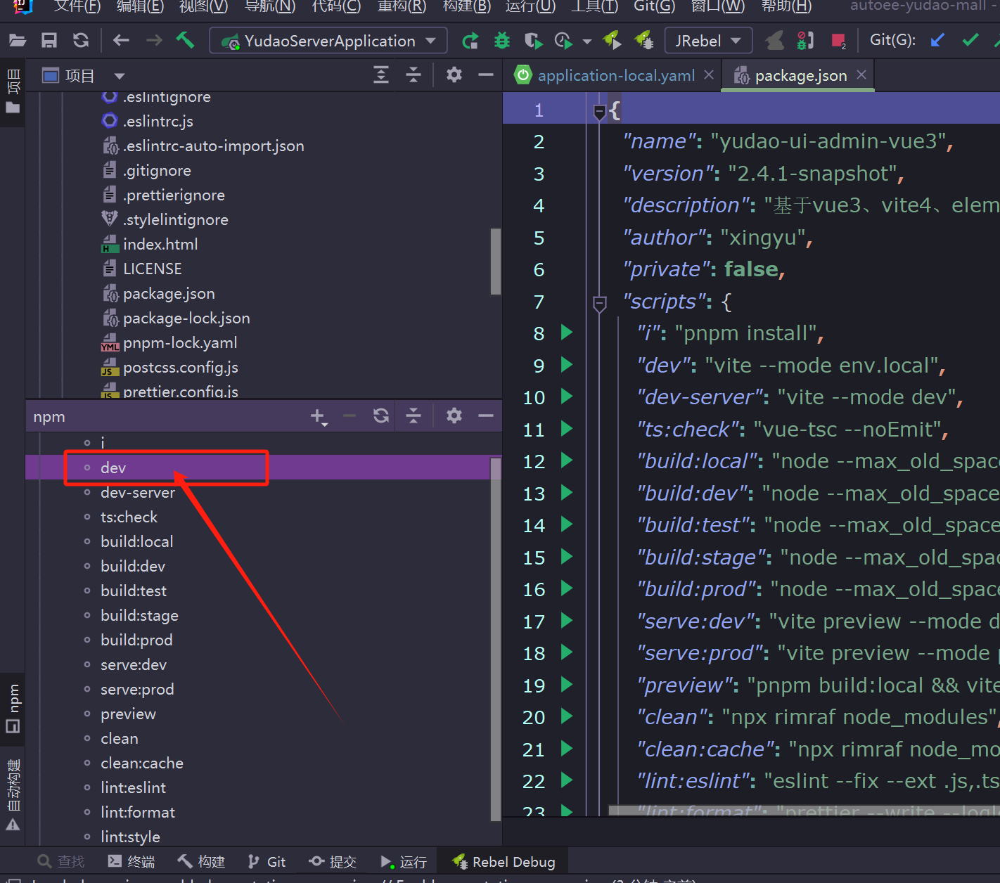 文件(F) 编辑(E) 视图(V) 导航(N) 代码(C) 重构(R) 构建(B) 运行(U) 工具(T) Git(G) 窗口(W) 帮助(H) autoee-yudao-mall -
YudaoServerApplication JRebel 2 Git(G):
项目
项目
application-local.yaml
package.json
.eslintignore
.eslintrc.js
.eslintrc-auto-import.json
.gitignore
.prettierignore
.stylelintignore
index.html
LICENSE
package.json
package-lock.json
pnpm-lock.yaml
postcss.config.js
prettier.config.js
npm
i
dev
dev-server
ts:check
build:local
build:dev
build:test
build:stage
build:prod
serve:dev
serve:prod
preview
clean
clean:cache
lint:eslint
lint:format
lint:style
npm
自动构建
1 {
2 "name": "yudao-ui-admin-vue3",
3 "version": "2.4.1-snapshot",
4 "description": "基于vue3、vite4、elem
5 "author": "xingyu",
6 "private": false,
7 "scripts": {
8 "i": "pnpm install",
9 "dev": "vite --mode env.local",
10 "dev-server": "vite --mode dev",
11 "ts:check": "vue-tsc --noEmit",
12 "build:local": "node --max_old_space
13 "build:dev": "node --max_old_space
14 "build:test": "node --max_old_space
15 "build:stage": "node --max_old_spac
16 "build:prod": "node --max_old_space
17 "serve:dev": "vite preview --mode d
18 "serve:prod": "vite preview --mode p
19 "preview": "pnpm build:local && vite
20 "clean": "npx rimraf node_modules",
21 "clean:cache": "npx rimraf node_mo
22 "lint:eslint": "eslint --fix --ext .js,.ts
23 "lint:format": "prettier --write --logl
查找 终端 构建 Git 提交 运行 Rebel Debug